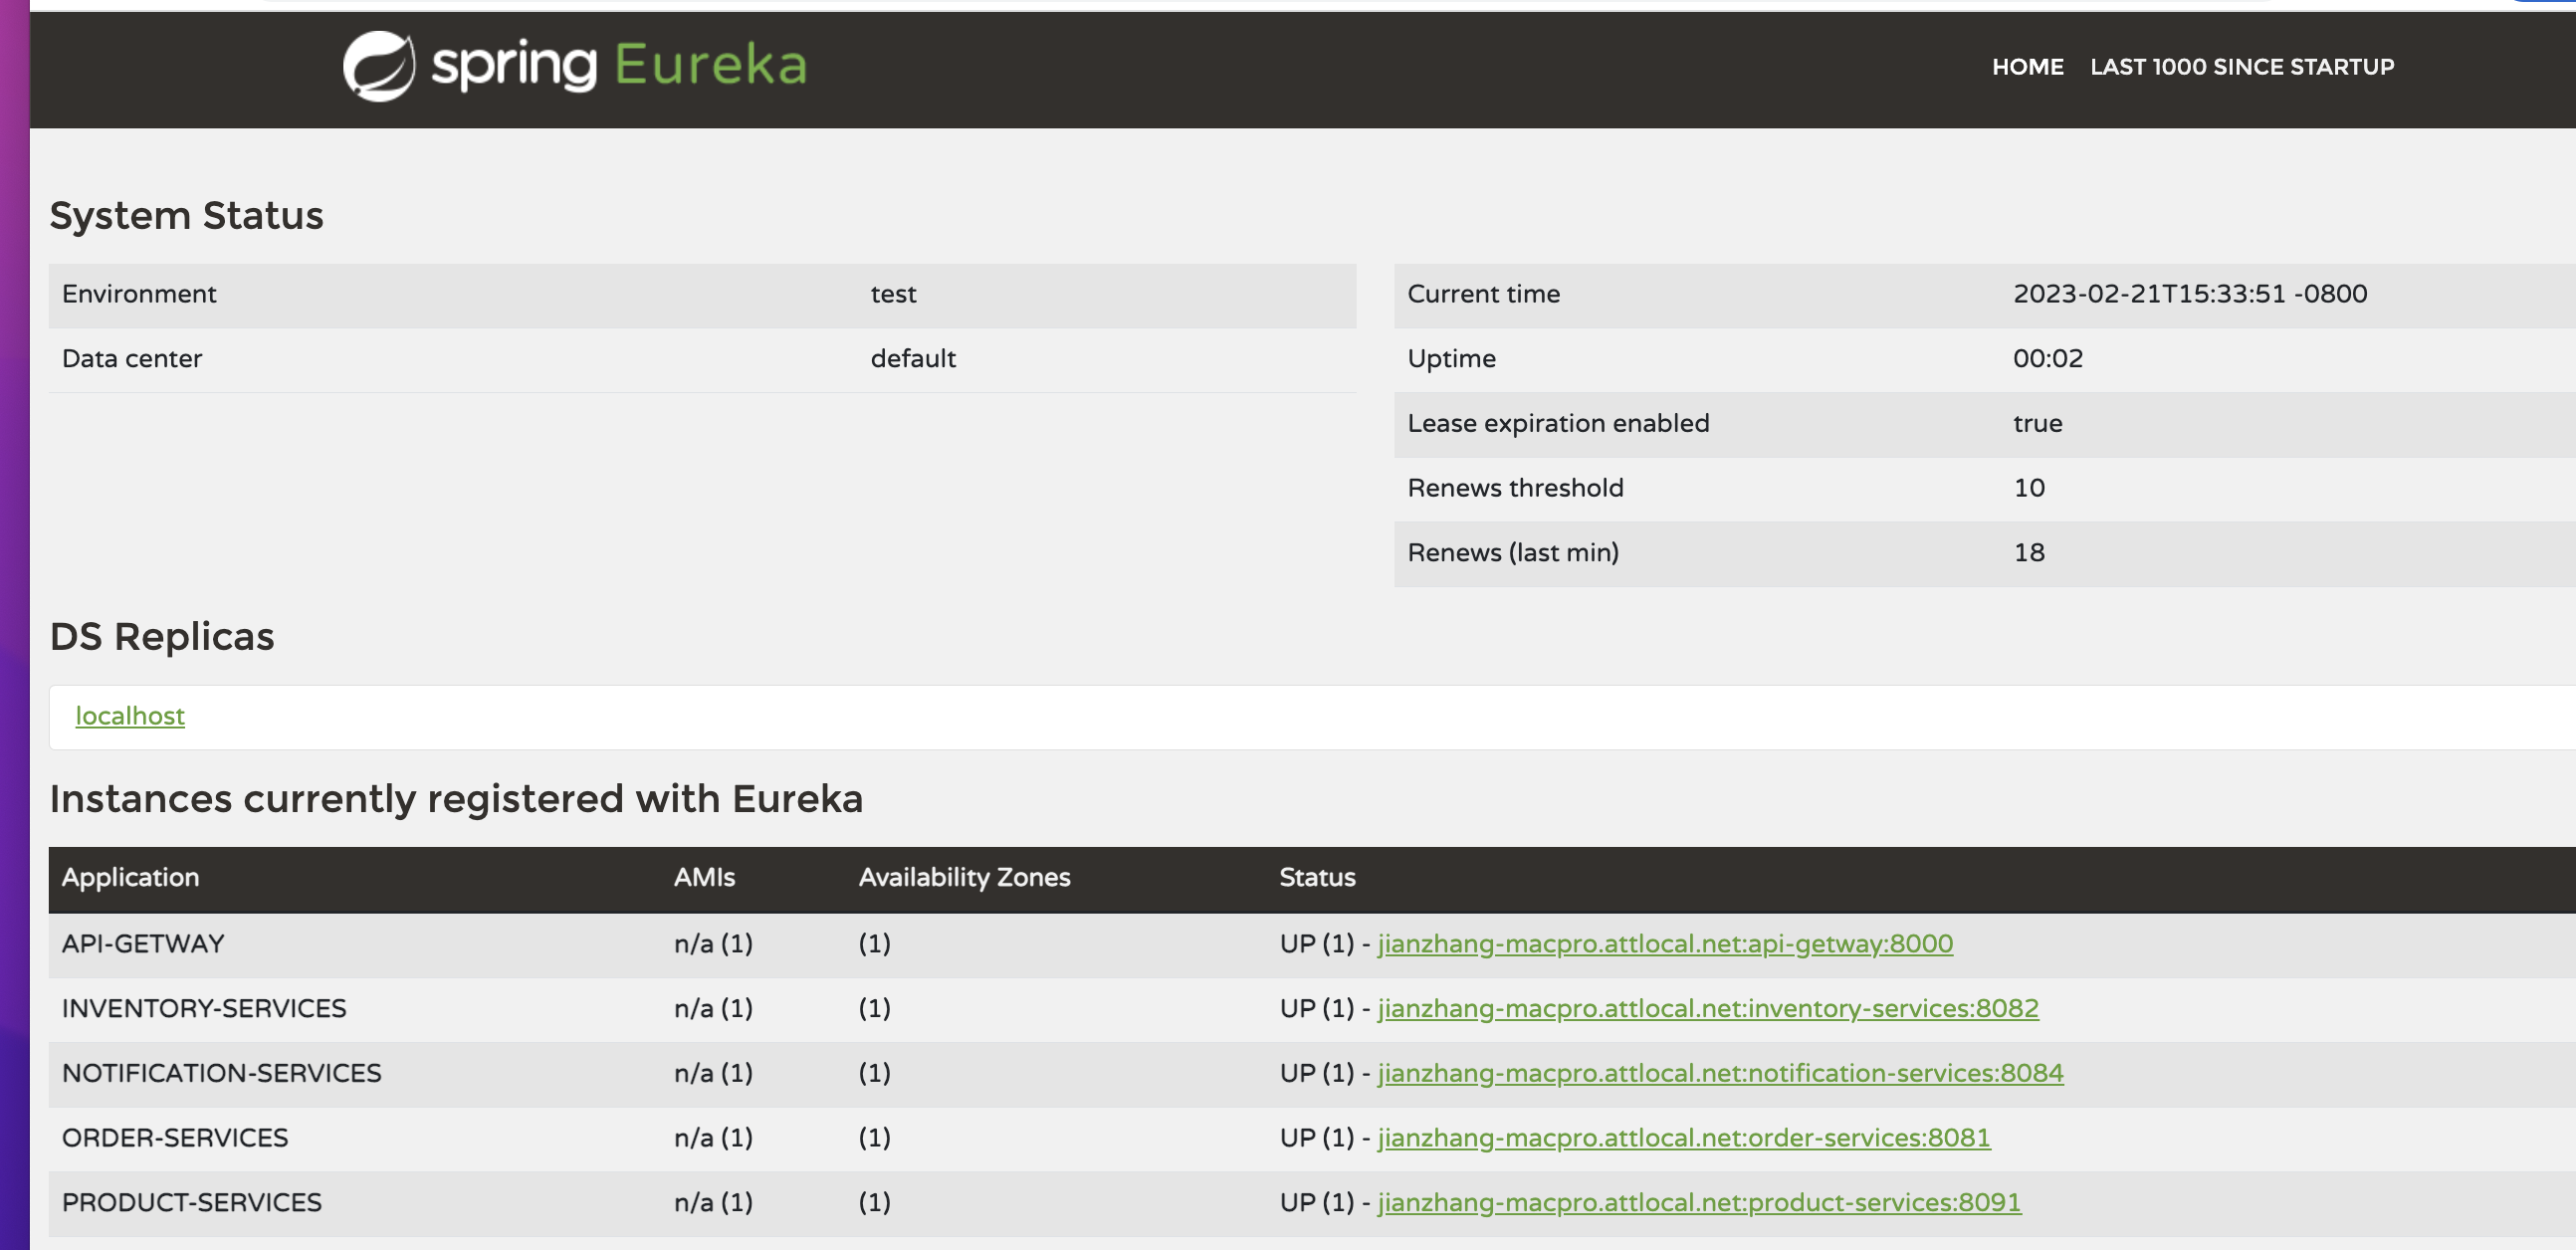 spring Eureka
HOME LAST 1000 SINCE STARTUP
System Status
Environment test
Data center default
Current time 2023-02-21T15:33:51 -0800
Uptime 00:02
Lease expiration enabled true
Renews threshold 10
Renews (last min) 18
DS Replicas
localhost
Instances currently registered with Eureka
Application AMIs Availability Zones Status
API-GETWAY n/a (1) (1) UP (1) - jianzhang-macpro.attlocal.net:api-getway:8000
INVENTORY-SERVICES n/a (1) (1) UP (1) - jianzhang-macpro.attlocal.net:inventory-services:8082
NOTIFICATION-SERVICES n/a (1) (1) UP (1) - jianzhang-macpro.attlocal.net:notification-services:8084
ORDER-SERVICES n/a (1) (1) UP (1) - jianzhang-macpro.attlocal.net:order-services:8081
PRODUCT-SERVICES n/a (1) (1) UP (1) - jianzhang-macpro.attlocal.net:product-services:8091